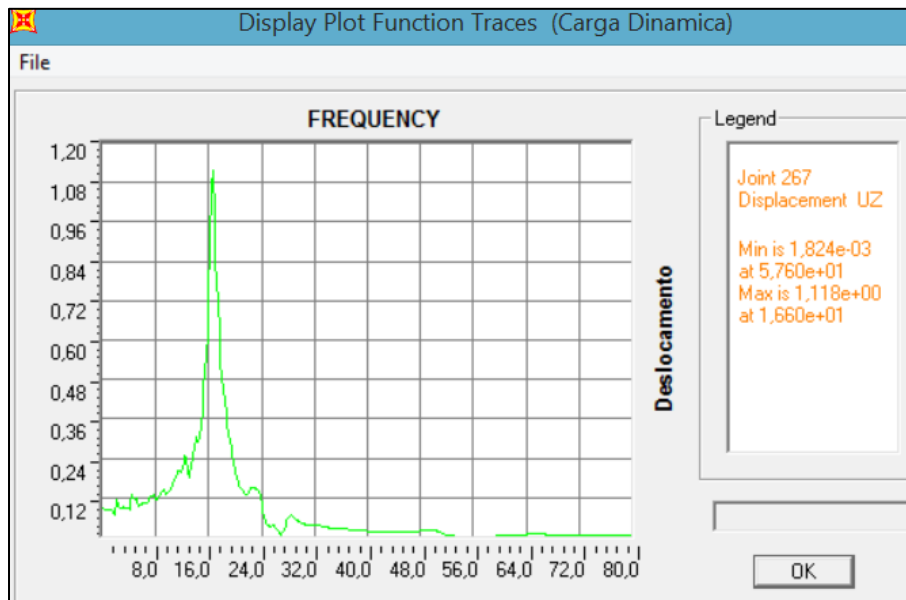 Display Plot Function Traces (Carga Dinamica)
File
FREQUENCY
1,20
1,08
0,96
0,84
0,72
0,60
0,48
0,36
0,24
0,12
8,0 16,0 24,0 32,0 40,0 48,0 56,0 64,0 72,0 80,0
Deslocamento
Legend
Joint 267
Displacement UZ
Min is 1,824e-03
at 5,760e+01
Max is 1,118e+00
at 1,660e+01
OK